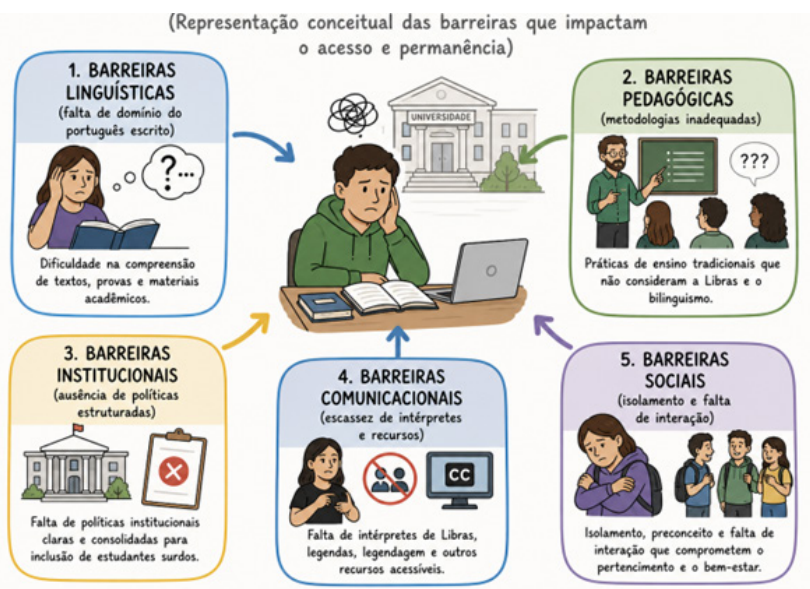 (Representação conceitual das barreiras que impactam
o acesso e permanência)
1. BARREIRAS
LINGUÍSTICAS
(falta de domínio do
português escrito)
?...
Dificuldade na compreensão
de textos, provas e materiais
acadêmicos.
UNIVERSIDADE
2. BARREIRAS
PEDAGÓGICAS
(metodologias inadequadas)
???
Práticas de ensino tradicionais que
não consideram a Libras e o
bilinguismo.
3. BARREIRAS
INSTITUCIONAIS
(ausência de políticas
estruturadas)
Falta de políticas institucionais
claras e consolidadas para
inclusão de estudantes surdos.
4. BARREIRAS
COMUNICACIONAIS
(escassez de intérpretes
e recursos)
CC
Falta de intérpretes de Libras,
legendas, legendagem e outros
recursos acessíveis.
5. BARREIRAS
SOCIAIS
(isolamento e falta
de interação)
Isolamento, preconceito e falta de
interação que comprometem o
pertencimento e o bem-estar.